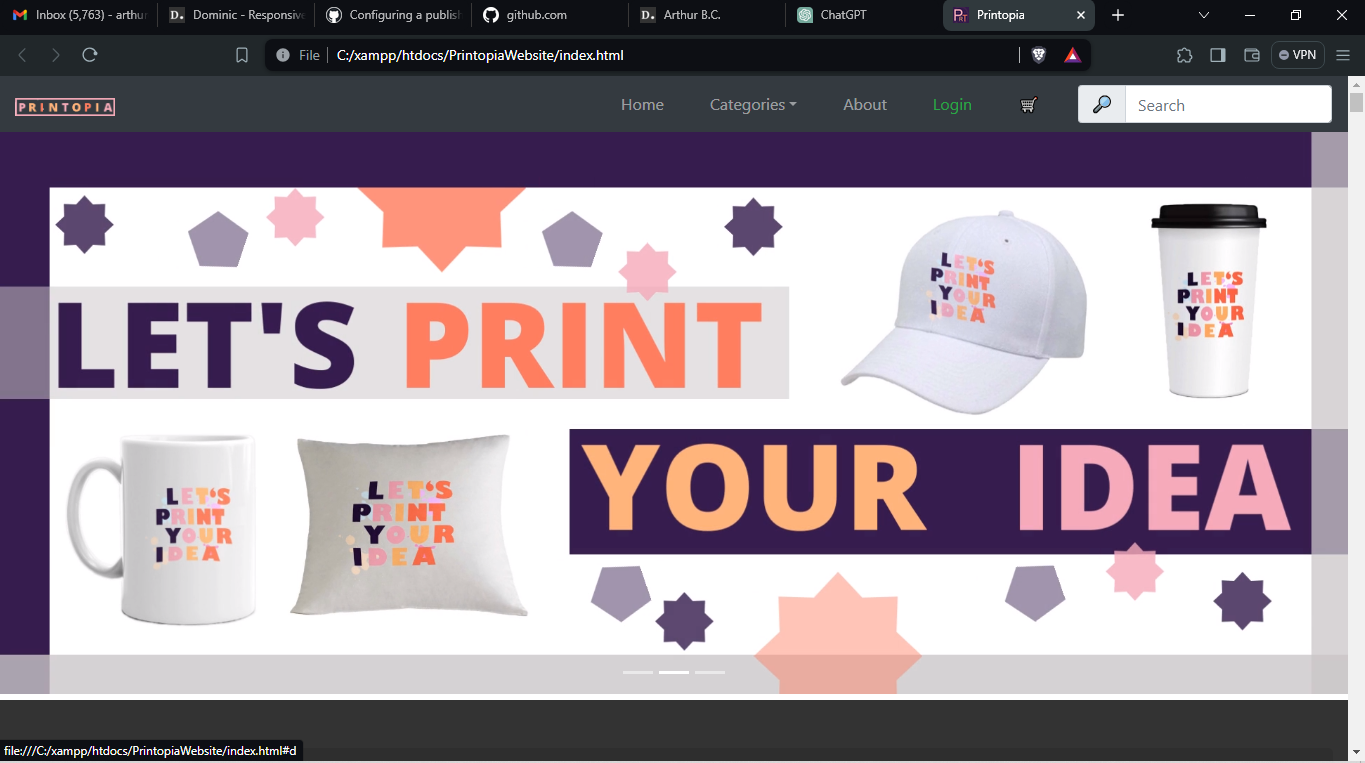 Inbox (5,763) - arthur
D. Dominic - Responsive
Configuring a publish
github.com
D. Arthur B.C.
ChatGPT
Printopia
File
C:/xampp/htdocs/PrintopiaWebsite/index.html
VPN
PRINTOPIA
Home
Categories
About
Login
Search
LET'S PRINT
LET'S
PRINT
YOUR
IDEA
LET'S
PRINT
YOUR
IDEA
YOUR IDEA
LET'S
PRINT
YOUR
IDEA
LET'S
PRINT
YOUR
IDEA
file:///C:/xampp/htdocs/PrintopiaWebsite/index.html#d